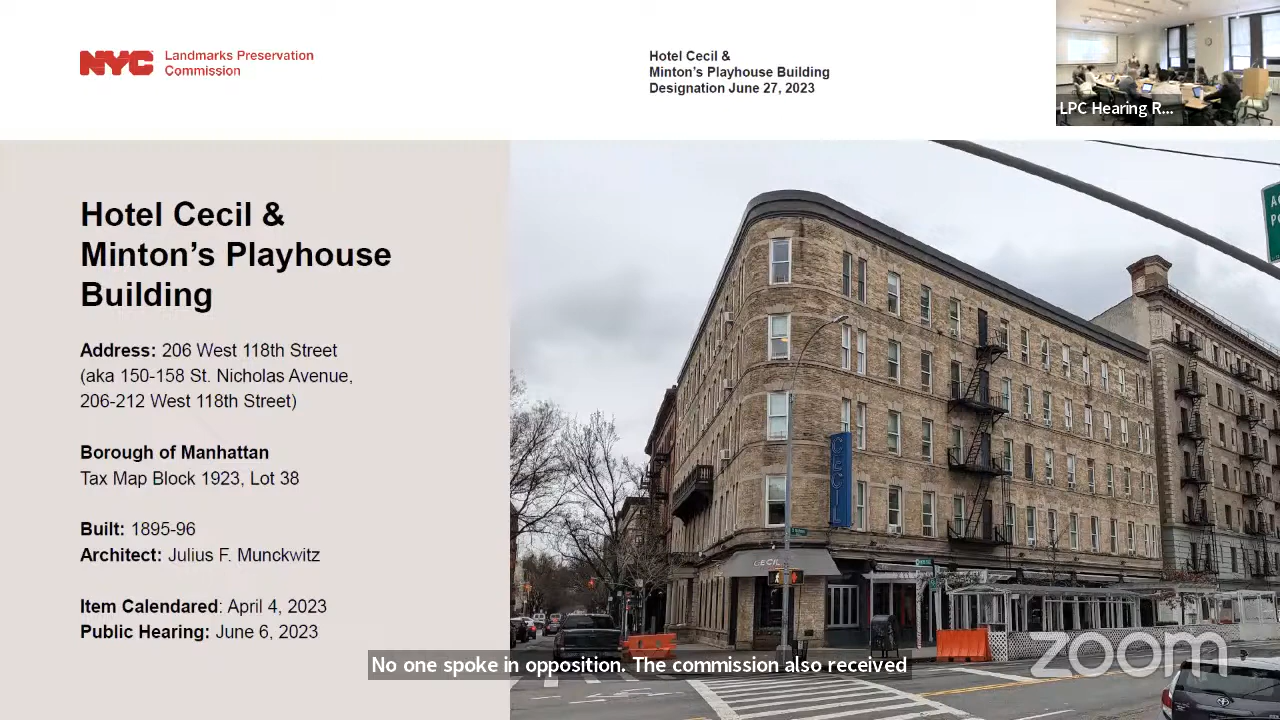 NYC Landmarks Preservation
Commission
Hotel Cecil &
Minton's Playhouse Building
Designation June 27, 2023
LPC Hearing R...
Hotel Cecil &
Minton's Playhouse
Building
Address: 206 West 118th Street
(aka 150-158 St. Nicholas Avenue,
206-212 West 118th Street)
Borough of Manhattan
Tax Map Block 1923, Lot 38
Built: 1895-96
Architect: Julius F. Munckwitz
Item Calendared: April 4, 2023
Public Hearing: June 6, 2023
CECIL
CECIL
No one spoke in opposition. The commission also received
zoom